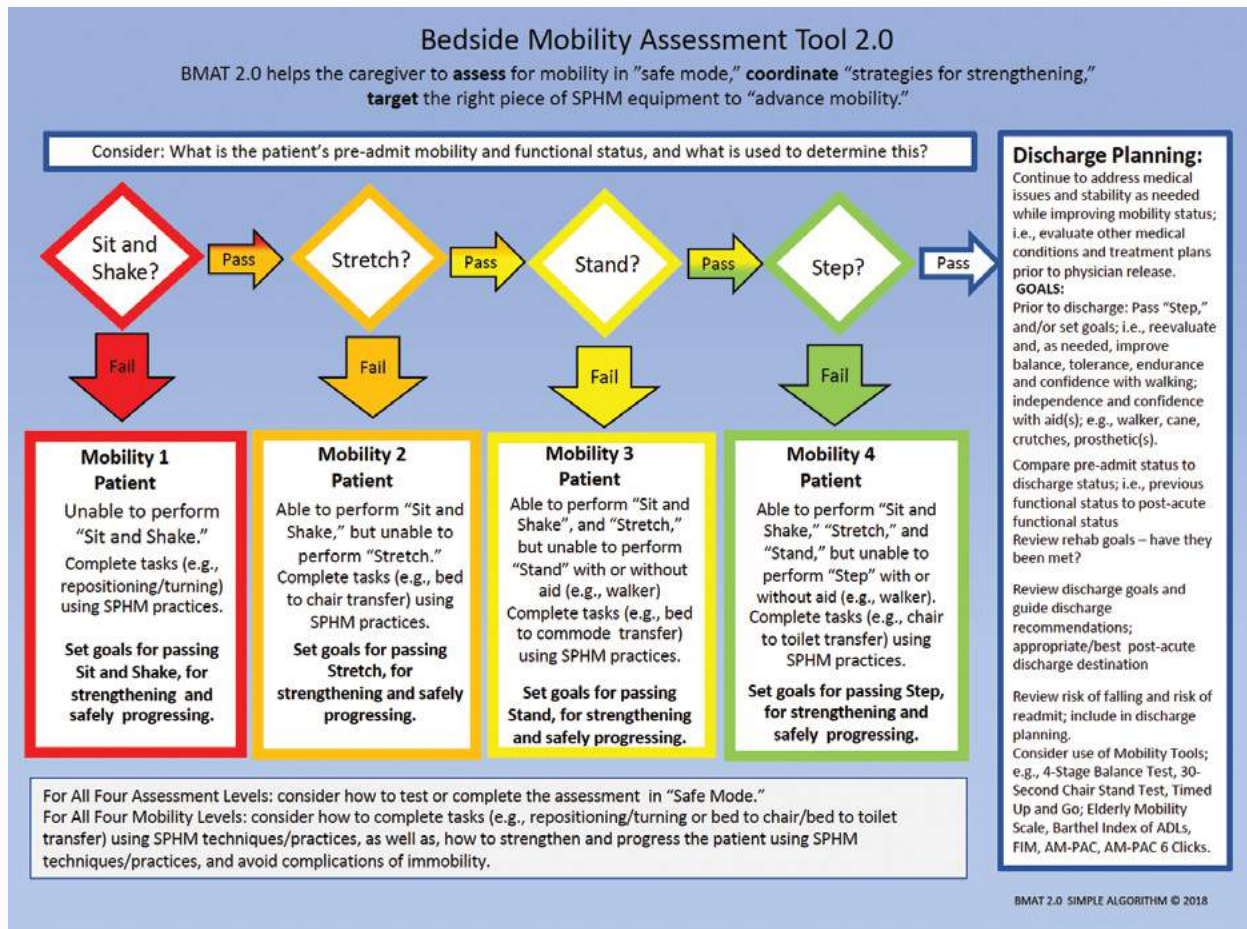 Bedside Mobility Assessment Tool 2.0
BMAT 2.0 helps the caregiver to assess for mobility in "safe mode," coordinate "strategies for strengthening,"
target the right piece of SPHM equipment to "advance mobility."
Consider: What is the patient's pre-admit mobility and functional status, and what is used to determine this?
Sit and
Shake?
Pass
Stretch?
Pass
Stand?
Pass
Step?
Pass
Fail
Fail
Fail
Fail
Mobility 1
Patient
Unable to perform
"Sit and Shake."
Complete tasks (e.g.,
repositioning/turning)
using SPHM practices.
Set goals for passing
Sit and Shake, for
strengthening and
safely progressing.
Mobility 2
Patient
Able to perform "Sit and
Shake," but unable to
perform "Stretch."
Complete tasks (e.g., bed
to chair transfer) using
SPHM practices.
Set goals for passing
Stretch, for
strengthening and safely
progressing.
Mobility 3
Patient
Able to perform "Sit and
Shake", and "Stretch,"
but unable to perform
"Stand" with or without
aid (e.g., walker)
Complete tasks (e.g., bed
to commode transfer)
using SPHM practices.
Set goals for passing
Stand, for strengthening
and safely progressing.
Mobility 4
Patient
Able to perform "Sit and
Shake," "Stretch," and
"Stand," but unable to
perform "Step" with or
without aid (e.g., walker).
Complete tasks (e.g., chair
to toilet transfer) using
SPHM practices.
Set goals for passing Step,
for strengthening and
safely progressing.
Discharge Planning:
Continue to address medical
issues and stability as needed
while improving mobility status;
i.e., evaluate other medical
conditions and treatment plans
prior to physician release.
GOALS:
Prior to discharge: Pass "Step,"
and/or set goals; i.e., reevaluate
and, as needed, improve
balance, tolerance, endurance
and confidence with walking;
independence and confidence
with aid(s); e.g., walker, cane,
crutches, prosthetic(s).
Compare pre-admit status to
discharge status; i.e., previous
functional status to post-acute
functional status
Review rehab goals – have they
been met?
Review discharge goals and
guide discharge
recommendations;
appropriate/best post-acute
discharge destination
Review risk of falling and risk of
readmit; include in discharge
planning.
Consider use of Mobility Tools;
e.g., 4-Stage Balance Test, 30-
Second Chair Stand Test, Timed
Up and Go; Elderly Mobility
Scale, Barthel Index of ADLs,
FIM, AM-PAC, AM-PAC 6 Clicks.
For All Four Assessment Levels: consider how to test or complete the assessment in "Safe Mode."
For All Four Mobility Levels: consider how to complete tasks (e.g., repositioning/turning or bed to chair/bed to toilet
transfer) using SPHM techniques/practices, as well as, how to strengthen and progress the patient using SPHM
techniques/practices, and avoid complications of immobility.
BMAT 2.0 SIMPLE ALGORITHM © 2018